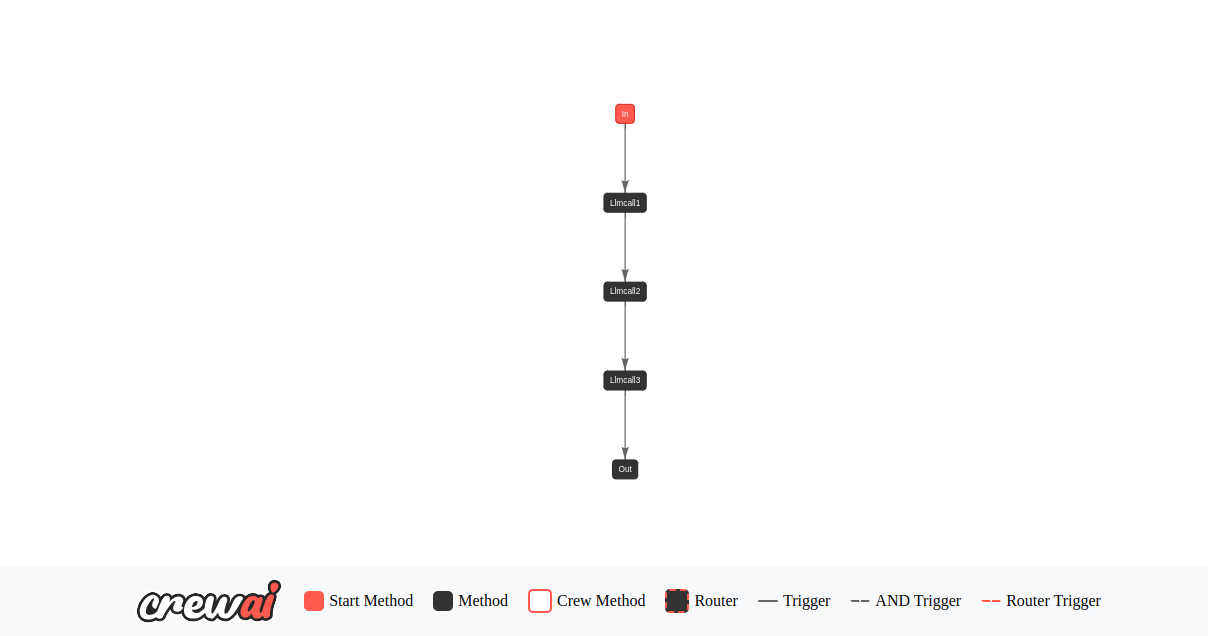 In
Llmcall1
Llmcall2
Llmcall3
Out
crewai Start Method Method Crew Method Router Trigger AND Trigger Router Trigger